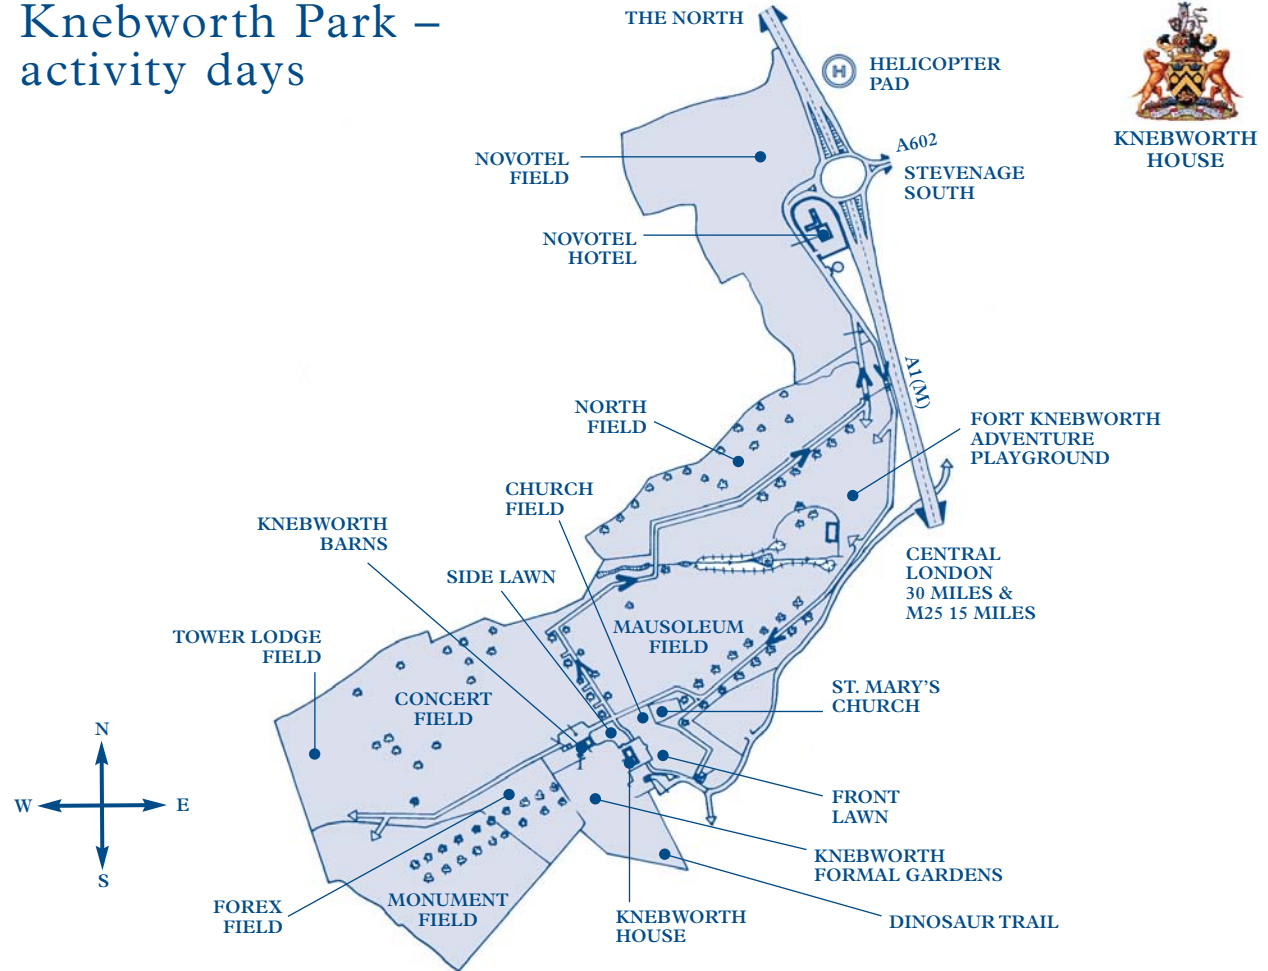 Knebworth Park –
activity days
THE NORTH
H
HELICOPTER
PAD
KNEBWORTH
HOUSE
A602
STEVENAGE
SOUTH
NOVOTEL
FIELD
NOVOTEL
HOTEL
A1(M)
NORTH
FIELD
FORT KNEBWORTH
ADVENTURE
PLAYGROUND
CHURCH
FIELD
KNEBWORTH
BARNS
SIDE LAWN
CENTRAL
LONDON
30 MILES &
M25 15 MILES
MAUSOLEUM
FIELD
TOWER LODGE
FIELD
CONCERT
FIELD
ST. MARY'S
CHURCH
N
W
E
S
FRONT
LAWN
KNEBWORTH
FORMAL GARDENS
MONUMENT
FIELD
FOREX
FIELD
KNEBWORTH
HOUSE
DINOSAUR TRAIL